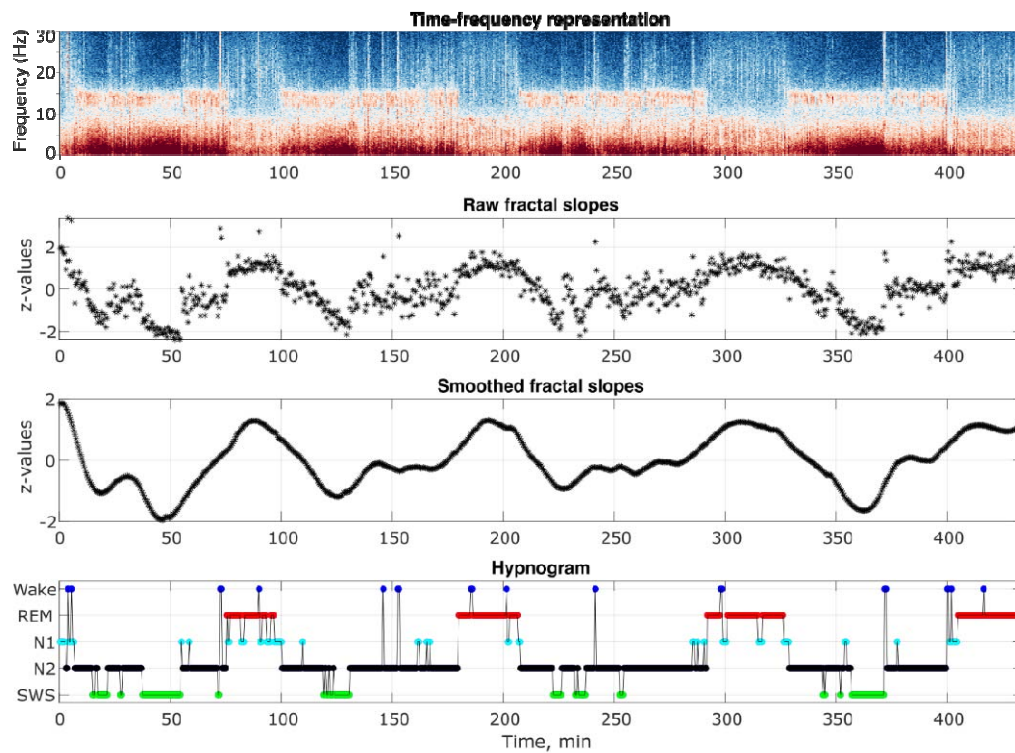 Time-frequency representation
Frequency (Hz)
30
20
10
0
0 50 100 150 200 250 300 350 400
Raw fractal slopes
z-values
2
0
-2
0 50 100 150 200 250 300 350 400
Smoothed fractal slopes
z-values
2
0
-2
0 50 100 150 200 250 300 350 400
Hypnogram
Wake
REM
N1
N2
SWS
0 50 100 150 200 250 300 350 400
Time, min